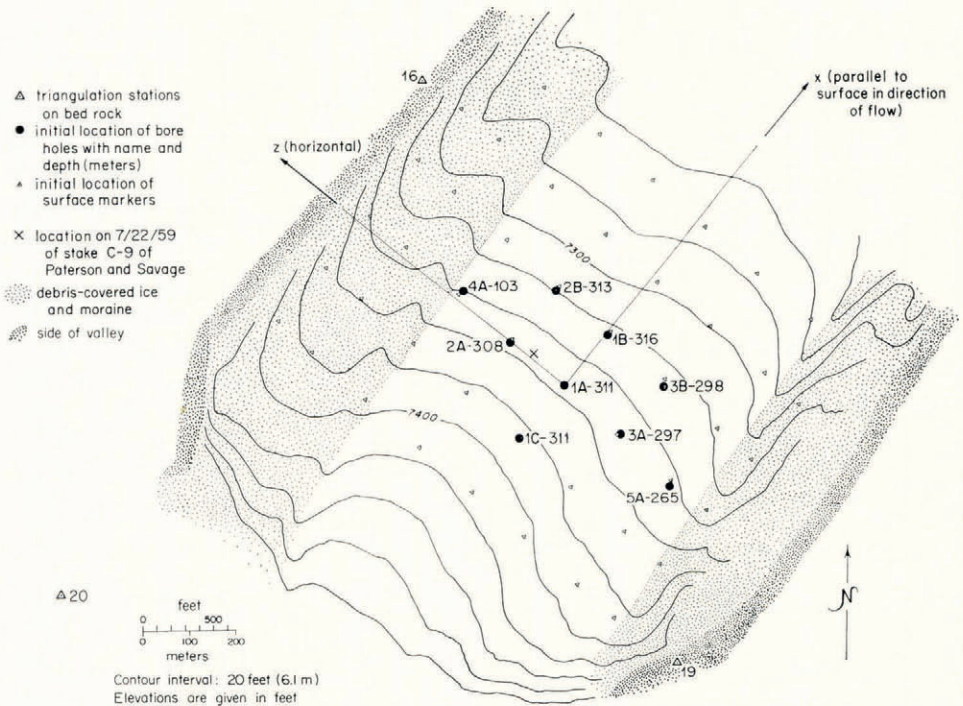 triangulation stations
on bed rock
initial location of bore
holes with name and
depth (meters)
initial location of
surface markers
location on 7/22/59
of stake C-9 of
Paterson and Savage
debris-covered ice
and moraine
side of valley
16
x (parallel to
surface in direction
of flow)
z (horizontal)
7300
4A-103
2B-313
2A-308
1B-316
1A-311
3B-298
7400
1C-311
3A-297
5A-265
20
19
N
feet
0 500
0 100 200
meters
Contour interval: 20 feet (6.1 m)
Elevations are given in feet